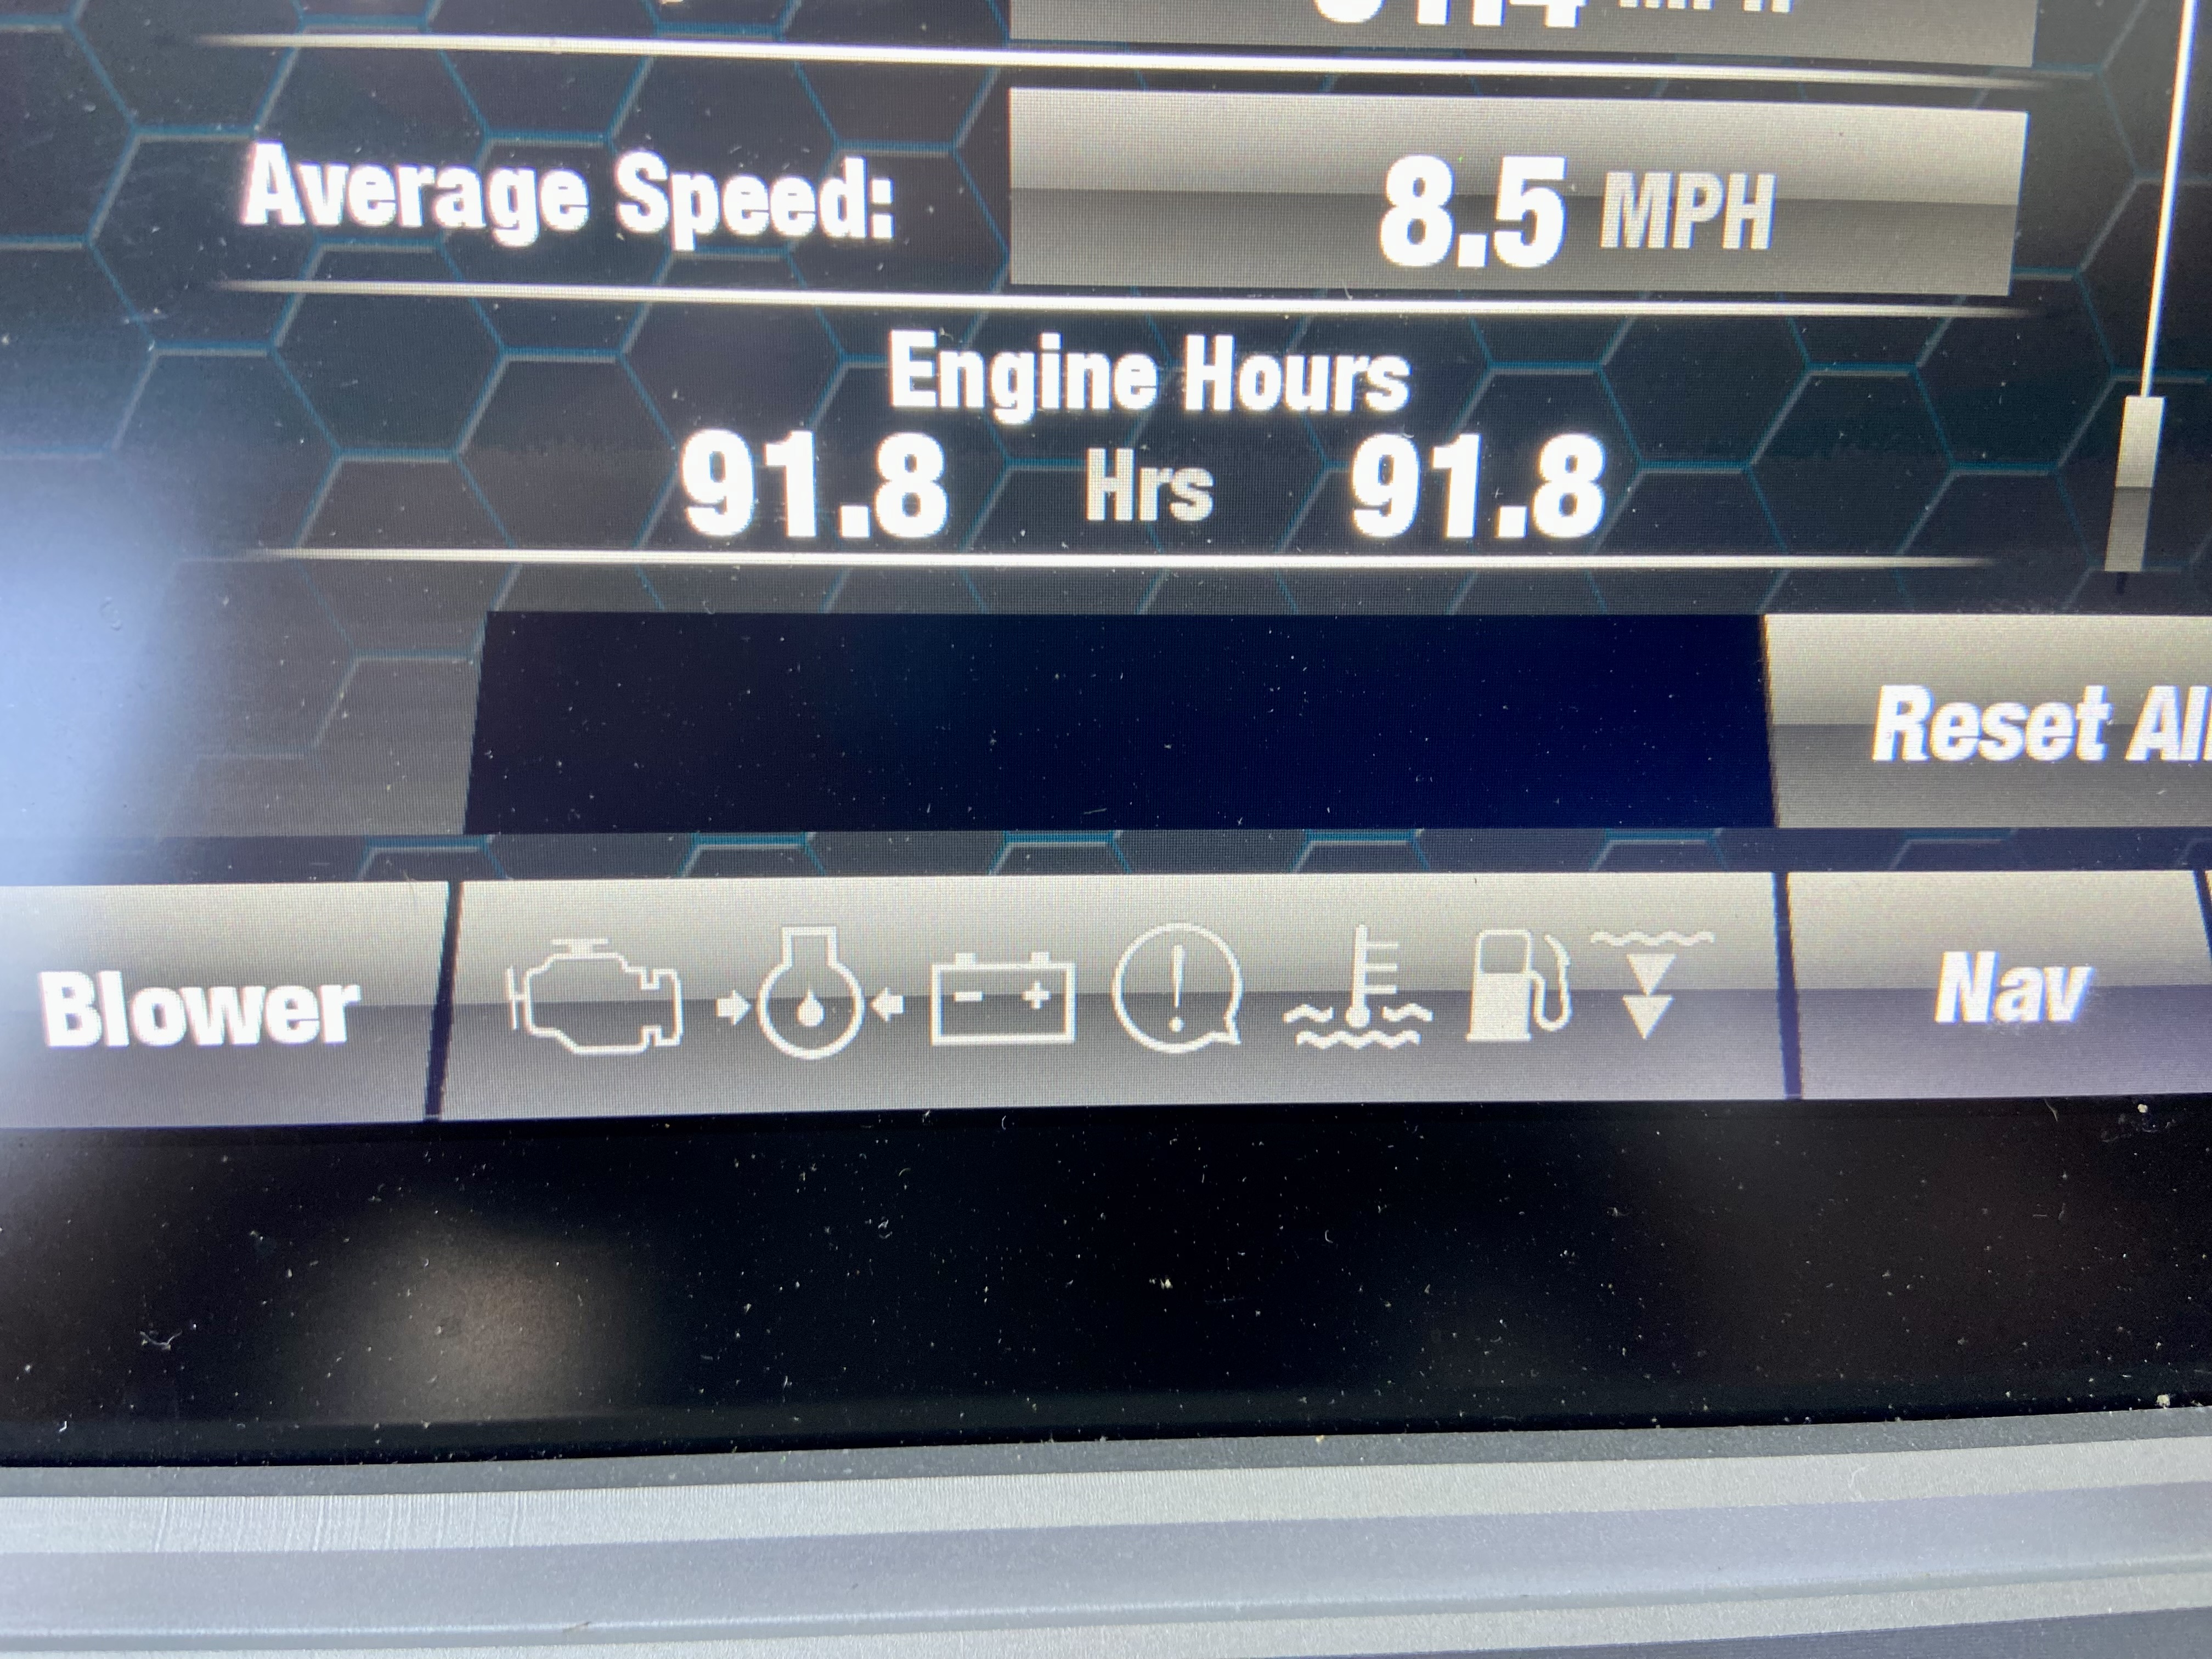 Average Speed: 8.5 MPH
Engine Hours
91.8 Hrs 91.8
Reset All
Blower
Nav